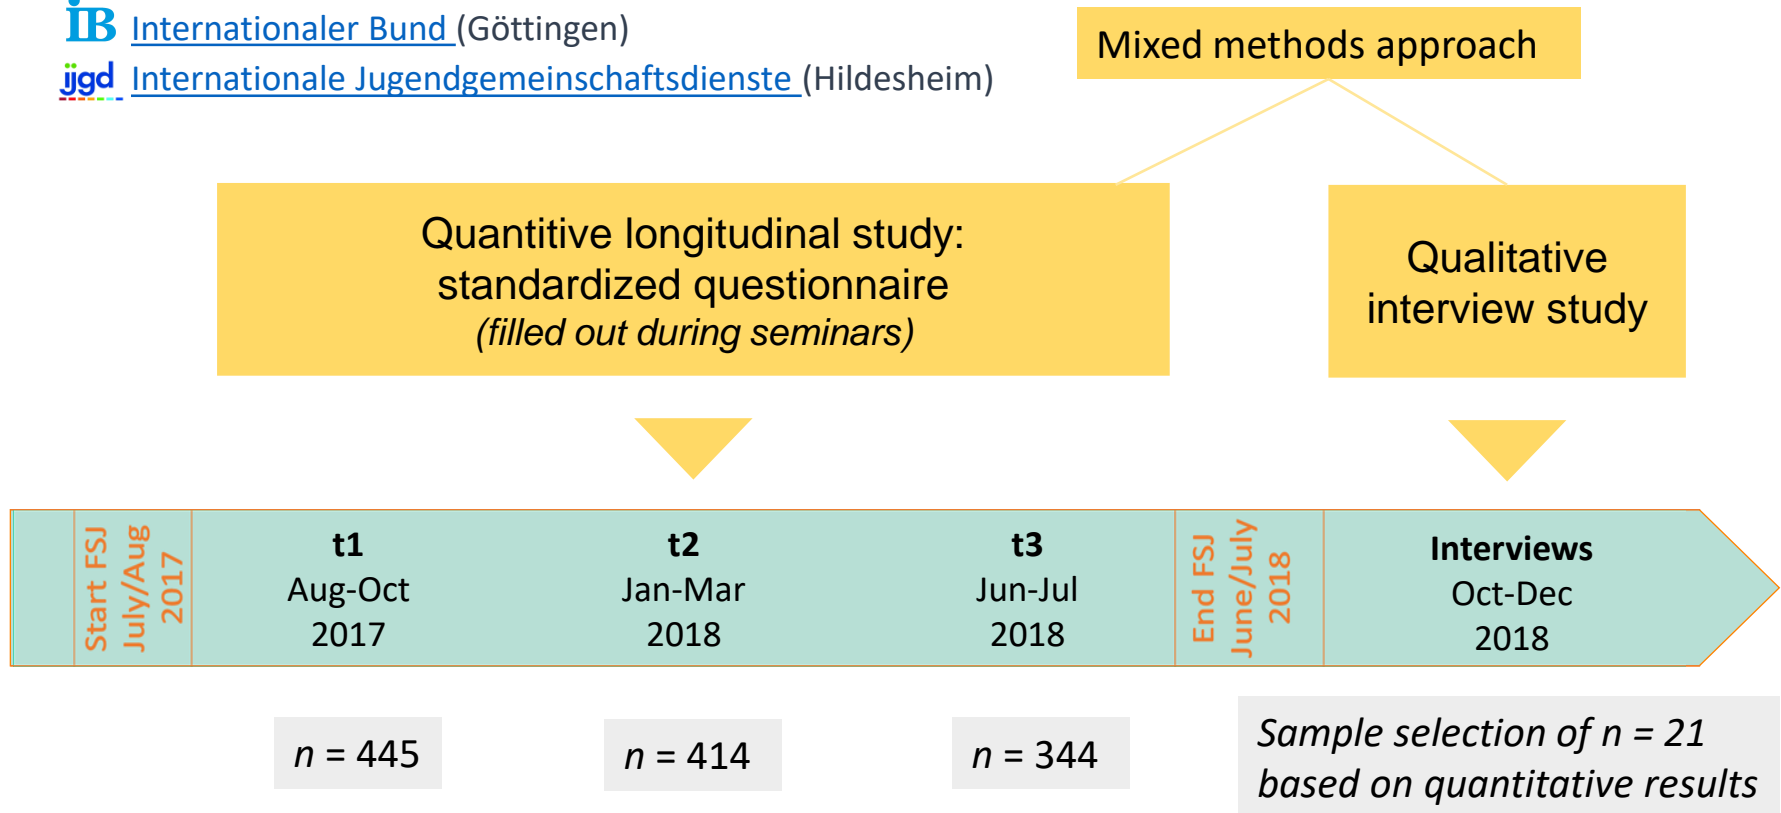 iB Internationaler Bund (Göttingen)
ijgd Internationale Jugendgemeinschaftsdienste (Hildesheim)
Mixed methods approach
Quantitive longitudinal study:
standardized questionnaire
(filled out during seminars)
Qualitative
interview study
Start FSJ
July/Aug
2017
t1
Aug-Oct
2017
t2
Jan-Mar
2018
t3
Jun-Jul
2018
End FSJ
June/July
2018
Interviews
Oct-Dec
2018
n = 445
n = 414
n = 344
Sample selection of n = 21
based on quantitative results